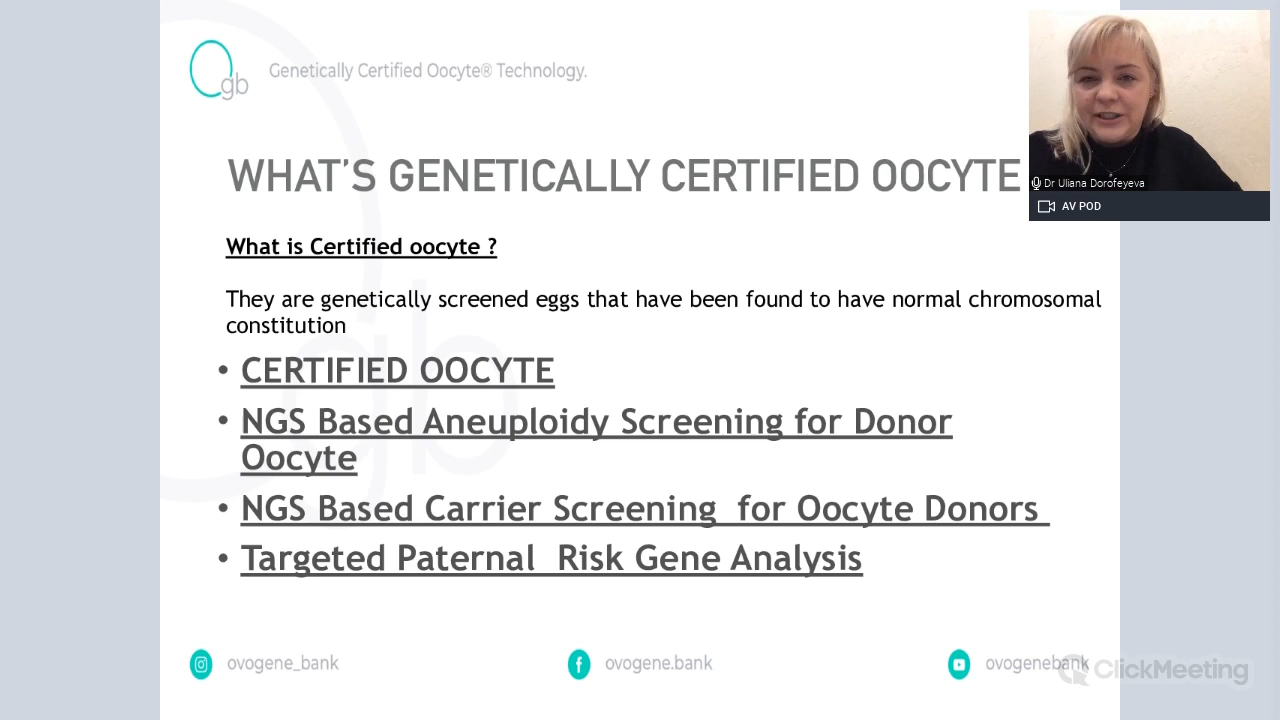 gb
Genetically Certified Oocyte® Technology.
WHAT'S GENETICALLY CERTIFIED OOCYTE
Dr Uliana Dorofeyeva
AV POD
What is Certified oocyte ?
They are genetically screened eggs that have been found to have normal chromosomal
constitution
• CERTIFIED OOCYTE
• NGS Based Aneuploidy Screening for Donor
Oocyte
• NGS Based Carrier Screening for Oocyte Donors
• Targeted Paternal Risk Gene Analysis
ovogene_bank
ovogene.bank
ovogenebank
ClickMeeting